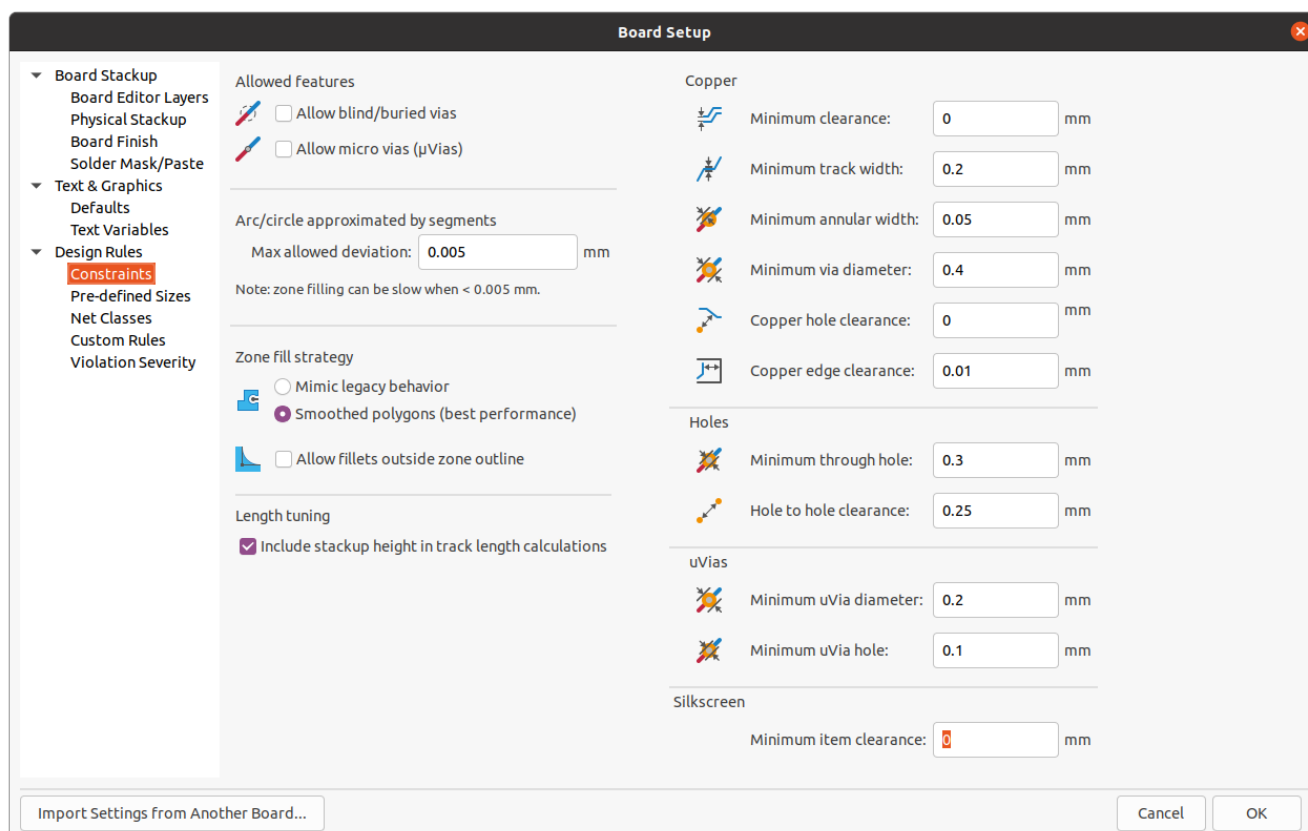 Board Setup
Board Stackup
Board Editor Layers
Physical Stackup
Board Finish
Solder Mask/Paste
Text & Graphics
Defaults
Text Variables
Design Rules
Constraints
Pre-defined Sizes
Net Classes
Custom Rules
Violation Severity
Allowed features
Allow blind/buried vias
Allow micro vias (µVias)
Arc/circle approximated by segments
Max allowed deviation: 0.005 mm
Note: zone filling can be slow when < 0.005 mm.
Zone fill strategy
Mimic legacy behavior
Smoothed polygons (best performance)
Allow fillets outside zone outline
Length tuning
Include stackup height in track length calculations
Copper
Minimum clearance: 0 mm
Minimum track width: 0.2 mm
Minimum annular width: 0.05 mm
Minimum via diameter: 0.4 mm
Copper hole clearance: 0 mm
Copper edge clearance: 0.01 mm
Holes
Minimum through hole: 0.3 mm
Hole to hole clearance: 0.25 mm
uVias
Minimum uVia diameter: 0.2 mm
Minimum uVia hole: 0.1 mm
Silkscreen
Minimum item clearance: 0 mm
Import Settings from Another Board...
Cancel
OK